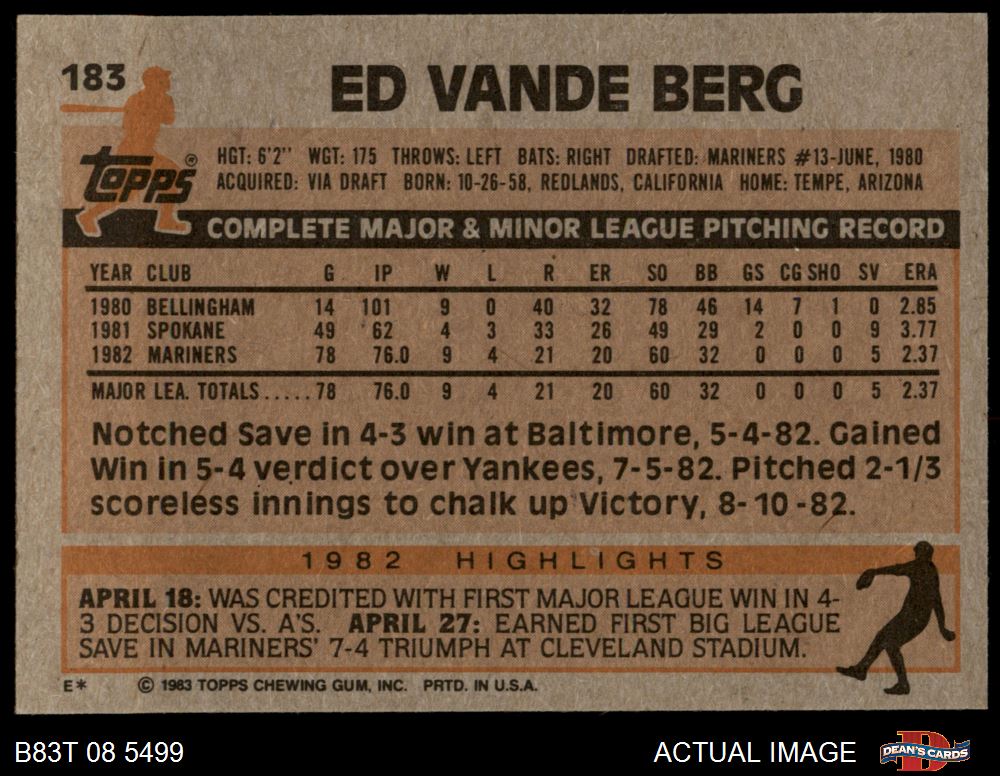 183
ED VANDE BERG
Topps®
HGT: 6'2" WGT: 175 THROWS: LEFT BATS: RIGHT DRAFTED: MARINERS #13-JUNE, 1980
ACQUIRED: VIA DRAFT BORN: 10-26-58, REDLANDS, CALIFORNIA HOME: TEMPE, ARIZONA
COMPLETE MAJOR & MINOR LEAGUE PITCHING RECORD
YEAR CLUB G IP W L R ER SO BB GS CG SHO SV ERA
1980 BELLINGHAM 14 101 9 0 40 32 78 46 14 7 1 0 2.85
1981 SPOKANE 49 62 4 3 33 26 49 29 2 0 0 9 3.77
1982 MARINERS 78 76.0 9 4 21 20 60 32 0 0 0 5 2.37
MAJOR LEA. TOTALS.....78 76.0 9 4 21 20 60 32 0 0 0 5 2.37
Notched Save in 4-3 win at Baltimore, 5-4-82. Gained
Win in 5-4 verdict over Yankees, 7-5-82. Pitched 2-1/3
scoreless innings to chalk up Victory, 8-10-82.
1982 HIGHLIGHTS
APRIL 18: WAS CREDITED WITH FIRST MAJOR LEAGUE WIN IN 4-
3 DECISION VS. A'S. APRIL 27: EARNED FIRST BIG LEAGUE
SAVE IN MARINERS' 7-4 TRIUMPH AT CLEVELAND STADIUM.
E* © 1983 TOPPS CHEWING GUM, INC. PRTD. IN U.S.A.
B83T 08 5499
ACTUAL IMAGE
DEAN'S CARDS